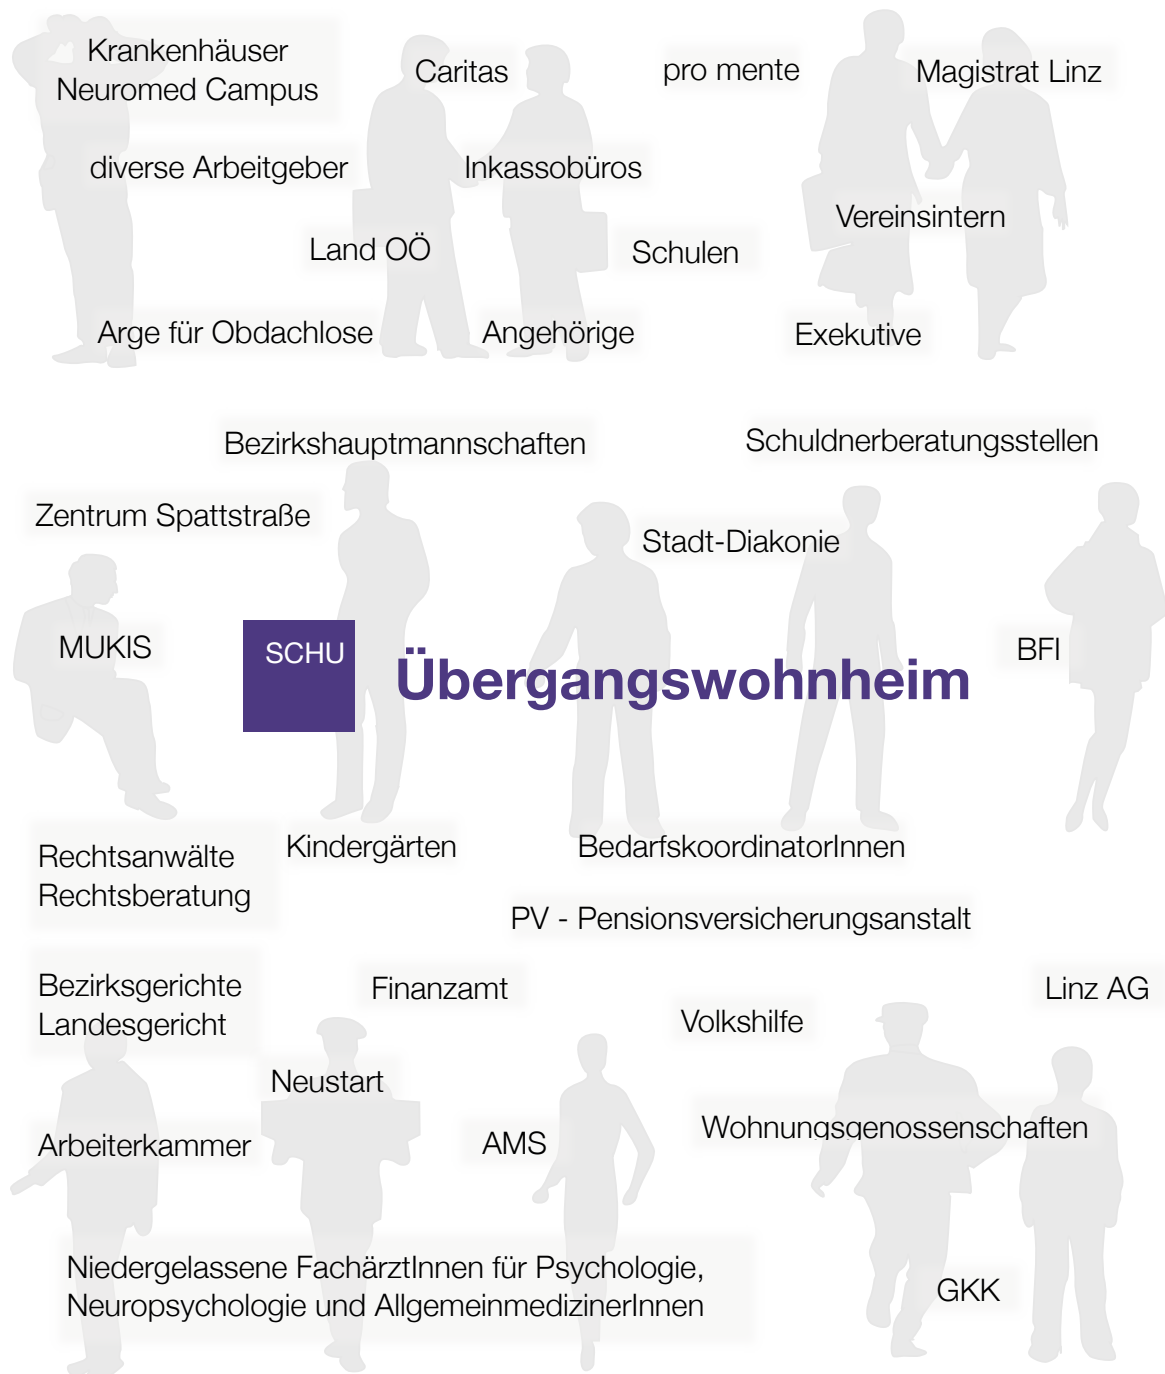 Krankenhäuser
Neuromed Campus
Caritas
pro mente
Magistrat Linz
diverse Arbeitgeber
Inkassobüros
Vereinsintern
Land OÖ
Schulen
Arge für Obdachlose
Angehörige
Exekutive
Bezirkshauptmannschaften
Schuldnerberatungsstellen
Zentrum Spattstraße
Stadt-Diakonie
MUKIS
SCHU
Übergangswohnheim
BFI
Rechtsanwälte
Rechtsberatung
Kindergärten
BedarfskoordinatorInnen
PV - Pensionsversicherungsanstalt
Bezirksgerichte
Landesgericht
Finanzamt
Linz AG
Volkshilfe
Neustart
Arbeiterkammer
AMS
Wohnungsgenossenschaften
Niedergelassene FachärztInnen für Psychologie,
Neuropsychologie und AllgemeinmedizinerInnen
GKK